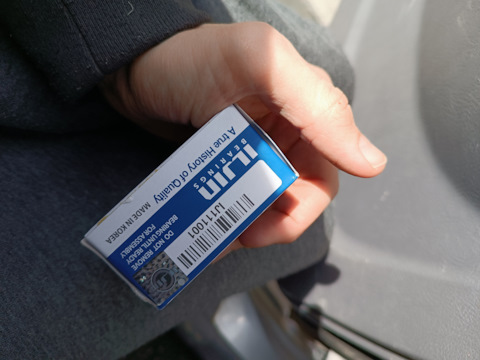 A true History of Quality MADE IN KOREA
ILJIN
BEARINGS
IJ111001
DO NOT REMOVE
BEARING UNTIL READY
FOR ASSEMBLY